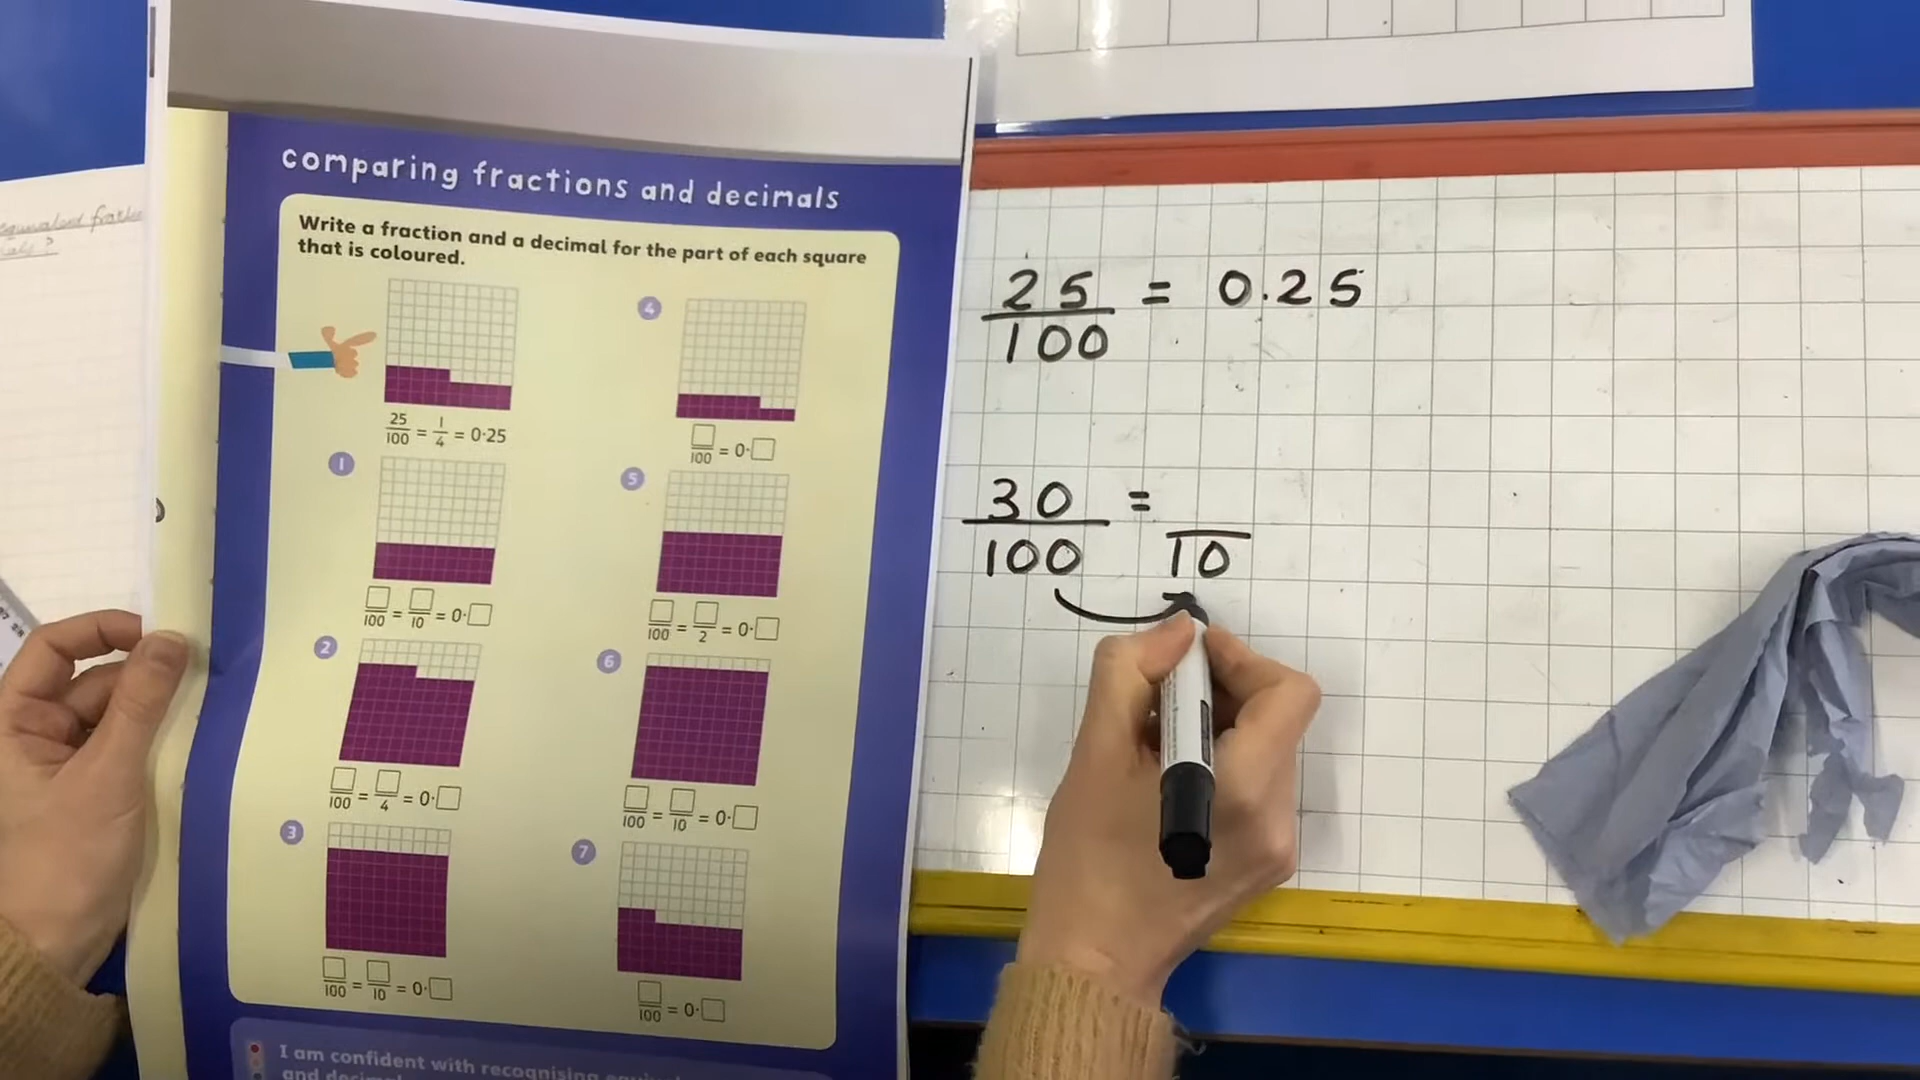 equivalent
comparing fractions and decimals
Write a fraction and a decimal for the part of each square
that is coloured.
25/100 = 1/4 = 0·25
1
□/100 = □/10 = 0·□
2
□/100 = □/4 = 0·□
3
□/100 = □/10 = 0·□
4
□/100 = 0·□
5
□/100 = □/2 = 0·□
6
□/100 = □/10 = 0·□
7
□/100 = 0·□
I am confident with recognising
and
25/100 = 0.25
30/100 = /10